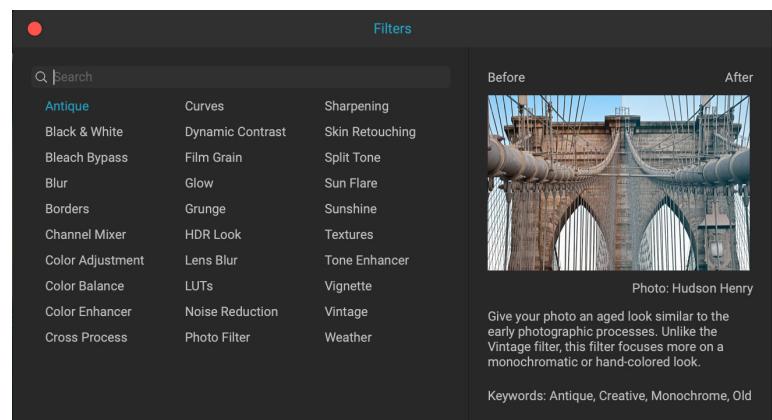 Filters
Search
Antique
Black & White
Bleach Bypass
Blur
Borders
Channel Mixer
Color Adjustment
Color Balance
Color Enhancer
Cross Process
Curves
Dynamic Contrast
Film Grain
Glow
Grunge
HDR Look
Lens Blur
LUTs
Noise Reduction
Photo Filter
Sharpening
Skin Retouching
Split Tone
Sun Flare
Sunshine
Textures
Tone Enhancer
Vignette
Vintage
Weather
Before After
Photo: Hudson Henry
Give your photo an aged look similar to the
early photographic processes. Unlike the
Vintage filter, this filter focuses more on a
monochromatic or hand-colored look.
Keywords: Antique, Creative, Monochrome, Old